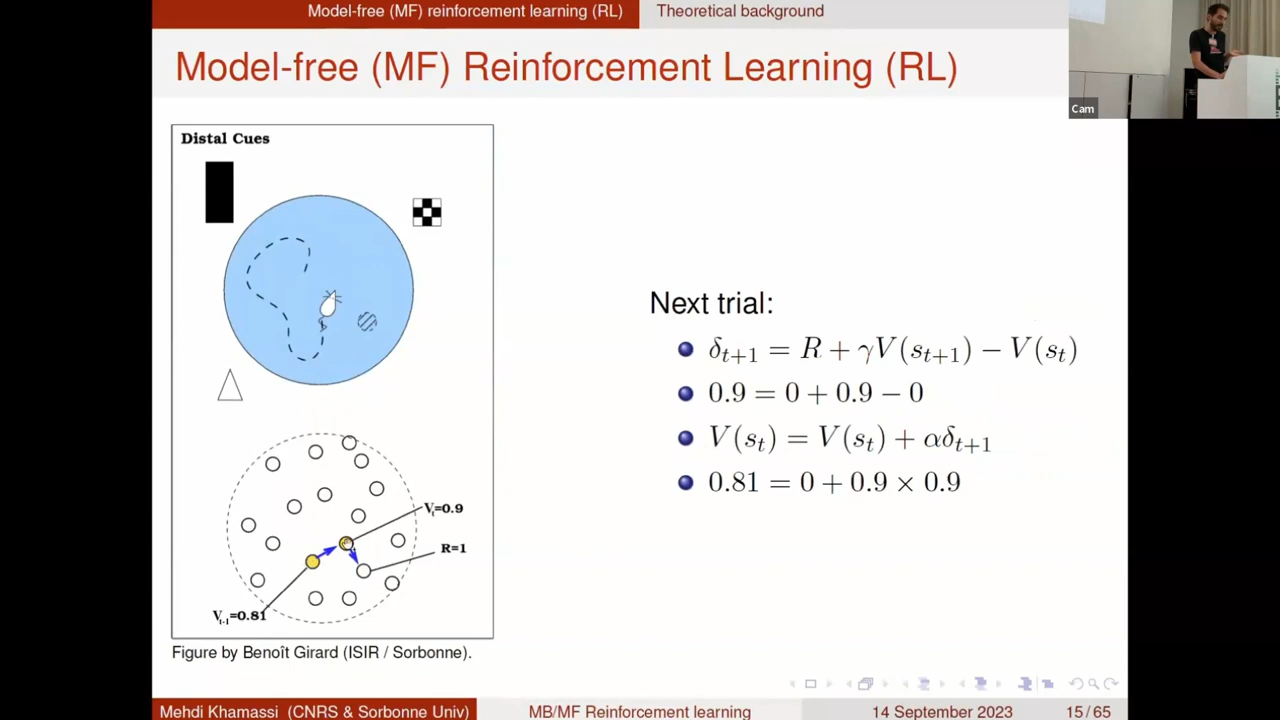 Model-free (MF) reinforcement learning (RL) Theoretical background
Model-free (MF) Reinforcement Learning (RL)
Cam
Distal Cues
Next trial:
δ_{t+1} = R + γV(s_{t+1}) − V(s_t)
0.9 = 0 + 0.9 − 0
V(s_t) = V(s_t) + αδ_{t+1}
0.81 = 0 + 0.9 × 0.9
V_t=0.9
R=1
V_{t-1}=0.81
Figure by Benoît Girard (ISIR / Sorbonne).
Mehdi Khamassi (CNRS & Sorbonne Univ) MB/MF Reinforcement learning 14 September 2023 15 / 65